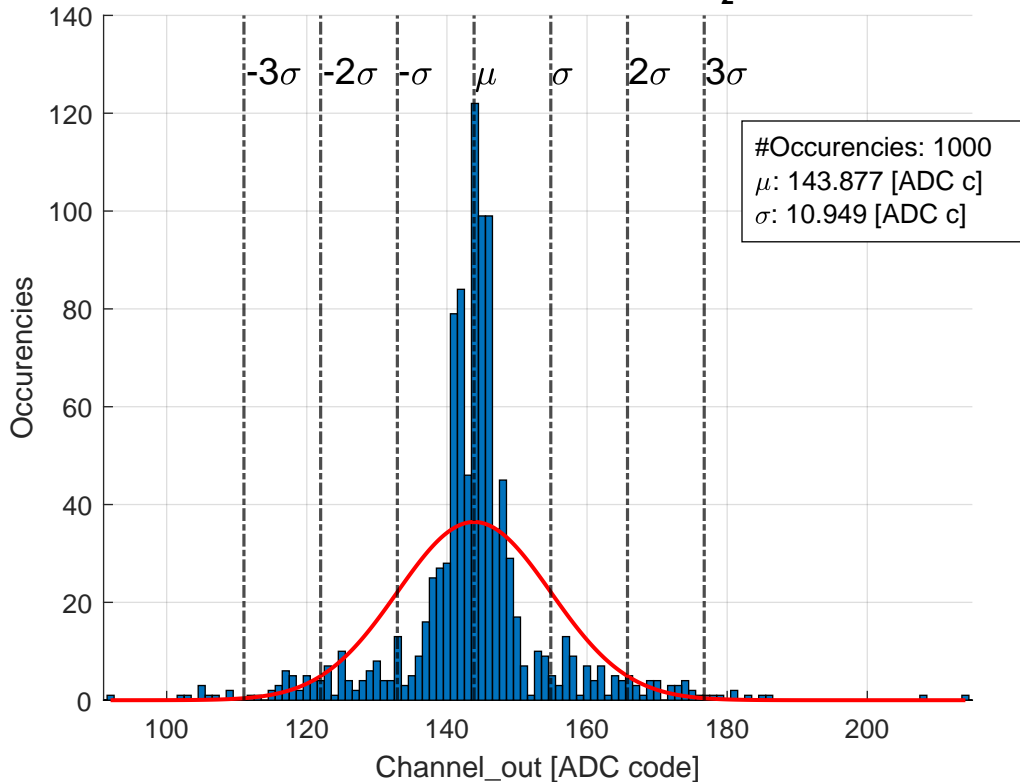 2
140
120
100
80
60
40
20
0
-3σ -2σ -σ μ σ 2σ 3σ
#Occurencies: 1000
μ: 143.877 [ADC c]
σ: 10.949 [ADC c]
Occurencies
100 120 140 160 180 200
Channel_out [ADC code]